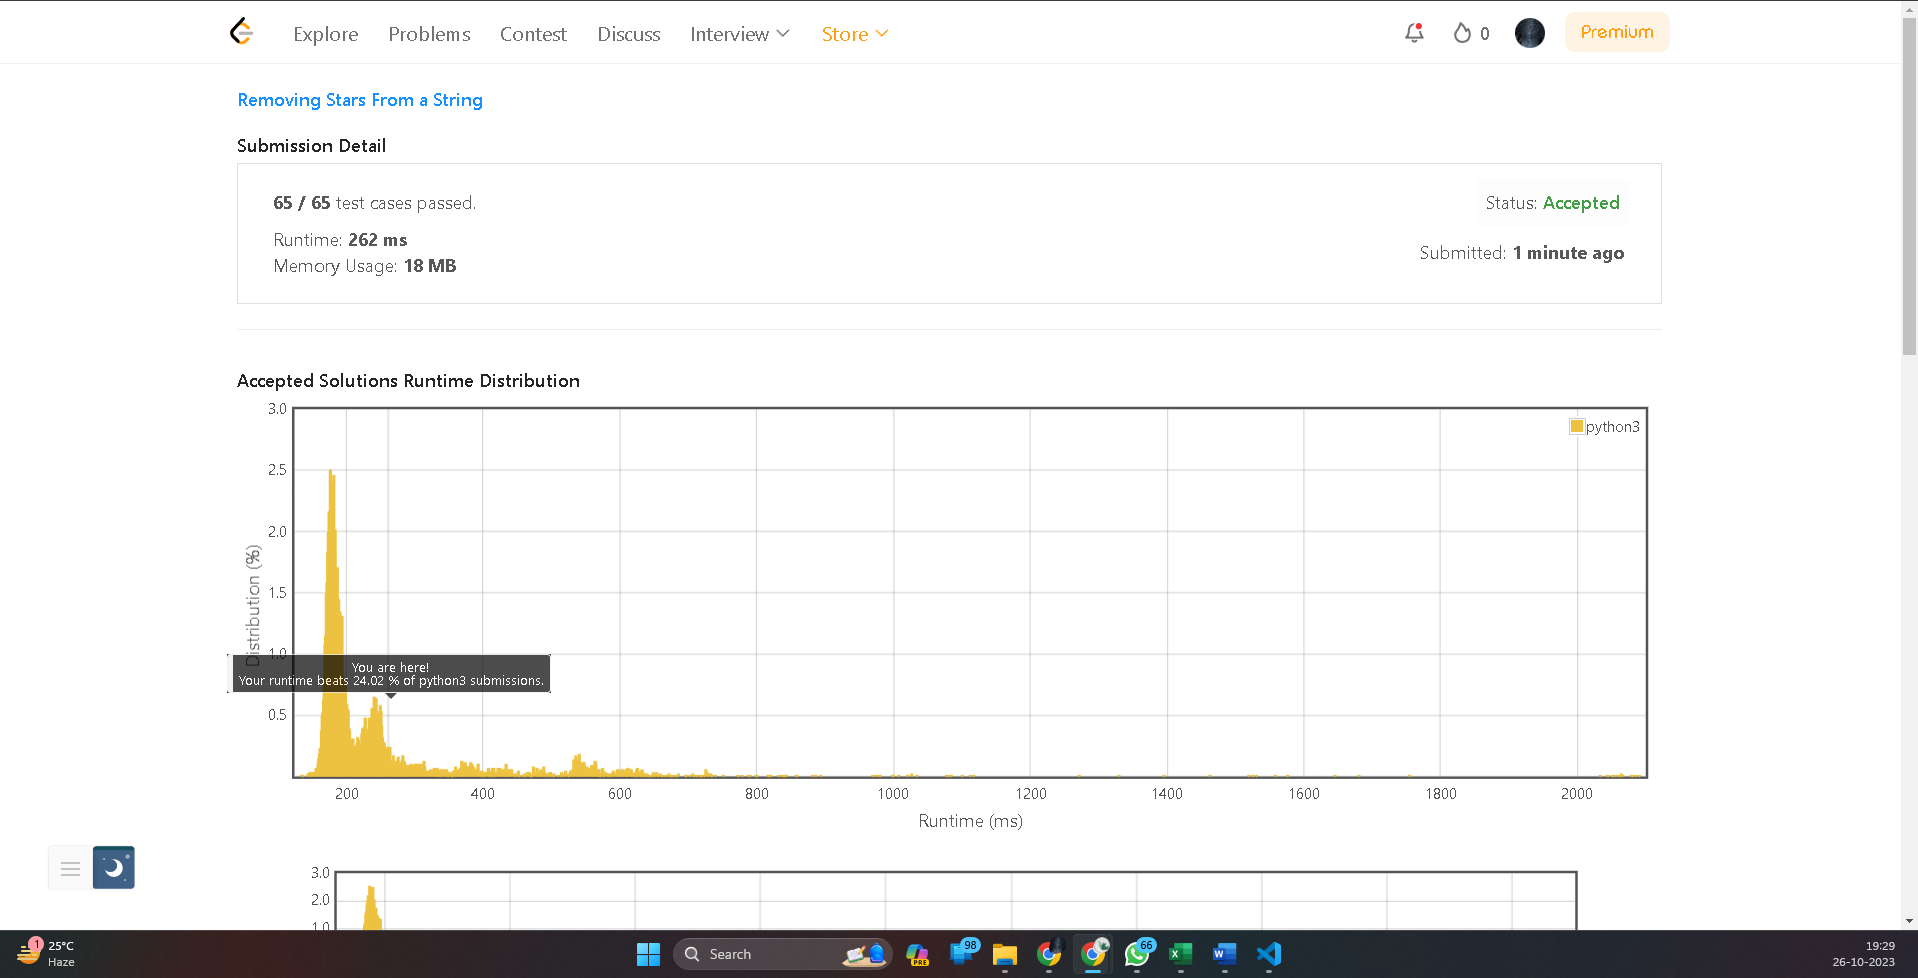 Explore Problems Contest Discuss Interview Store 0 Premium
Removing Stars From a String
Submission Detail
65 / 65 test cases passed.
Status: Accepted
Runtime: 262 ms
Submitted: 1 minute ago
Memory Usage: 18 MB
Accepted Solutions Runtime Distribution
3.0
python3
2.5
2.0
1.5
1.0
0.5
Distribution (%)
You are here!
Your runtime beats 24.02 % of python3 submissions.
200 400 600 800 1000 1200 1400 1600 1800 2000
Runtime (ms)
3.0
2.0
1.0
1
25°C
Haze
Search
PRE
98
66
19:29
26-10-2023